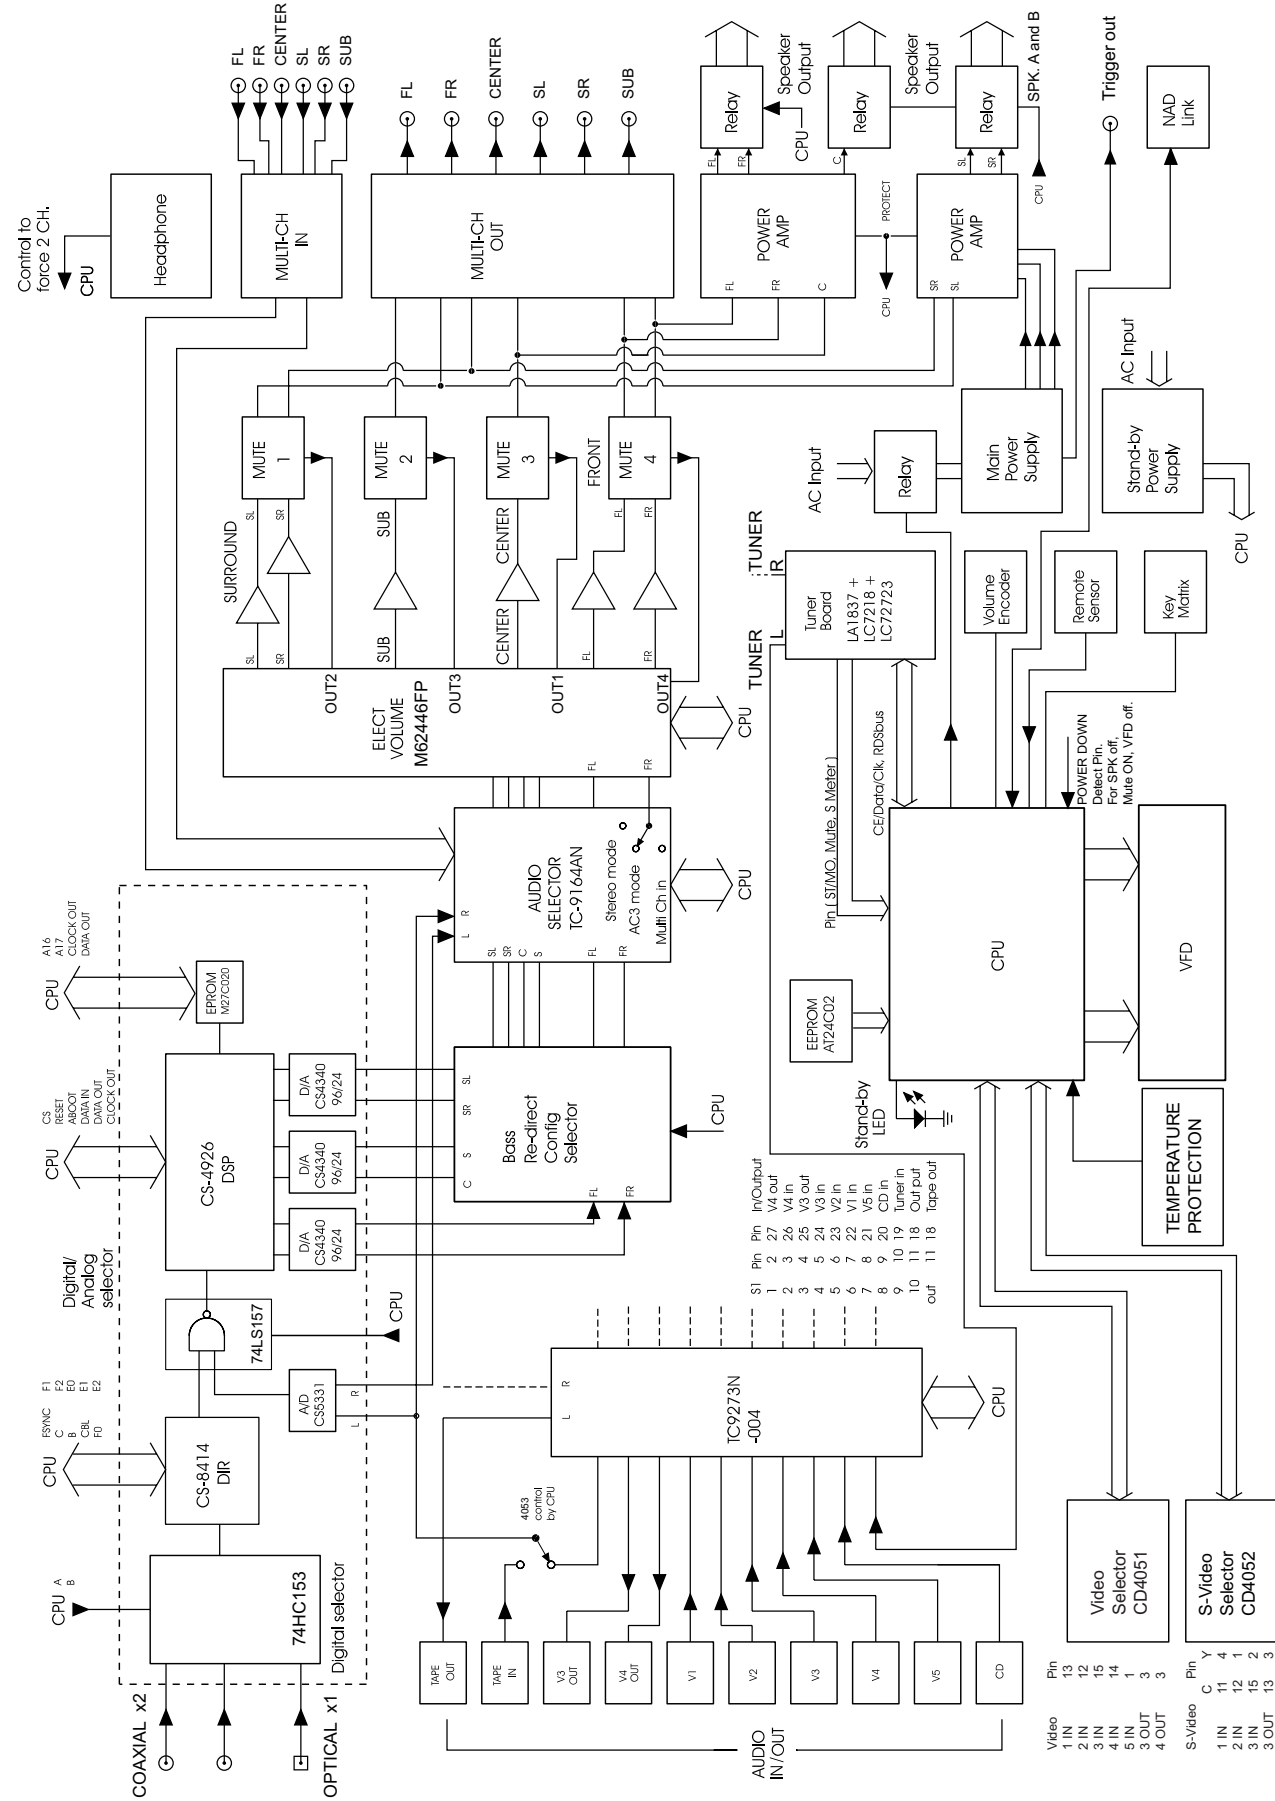 COAXIAL x2
OPTICAL x1
CPU
A
B
74HC153
Digital selector
CPU
FSYNC
C
B
CBL
F0
F1
F2
E0
E1
E2
CS-8414
DIR
74LS157
A/D
CS5331
L
R
CPU
Digital/
Analog
selector
CPU
CS
RESET
ABOOT
DATA IN
DATA OUT
CLOCK OUT
CS-4926
DSP
D/A
CS4340
96/24
D/A
CS4340
96/24
D/A
CS4340
96/24
CPU
A16
A17
CLOCK OUT
DATA OUT
EPROM
M27C020
Bass
Re-direct
Config
Selector
SL
SR
S
C
FL
FR
CPU
AUDIO
SELECTOR
TC-9164AN
L
R
SL
SR
C
S
FL
FR
Stereo mode
AC3 mode
Multi Ch in
CPU
ELECT
VOLUME
M62446FP
FL
FR
OUT2
OUT3
OUT1
OUT4
CPU
SL
SR
SUB
CENTER
FL
FR
SURROUND
SL
SR
SUB
CENTER
FRONT
FL
FR
MUTE
1
MUTE
2
MUTE
3
MUTE
4
Control to
force 2 CH.
CPU
Headphone
MULTI-CH
IN
FL
FR
CENTER
SL
SR
SUB
MULTI-CH
OUT
FL
FR
CENTER
SL
SR
SUB
POWER
AMP
FL
FR
C
FL
FR
C
Relay
Speaker
Output
CPU
Relay
Speaker
Output
Relay
SPK. A and B
CPU
PROTECT
CPU
POWER
AMP
SR
SL
SL
SR
Trigger out
NAD
Link
AC Input
Relay
Main
Power
Supply
AC Input
Stand-by
Power
Supply
CPU
TUNER
L
TUNER
R
Tuner
Board
LA1837 +
LC7218 +
LC72723
Volume
Encoder
Remote
Sensor
Key
Matrix
Pin ( ST/MO, Mute, S Meter )
CE/Data/Clk, RDSbus
POWER DOWN
Detect Pin.
For SPK off,
Mute ON, VFD off.
EEPROM
AT24C02
Stand-by
LED
CPU
VFD
TEMPERATURE
PROTECTION
S1 Pin Pin In/Output
1 2 27 V4 out
2 3 26 V4 in
3 4 25 V3 out
4 5 24 V3 in
5 6 23 V2 in
6 7 22 V1 in
7 8 21 V5 in
8 9 20 CD in
9 10 19 Tuner in
10 11 18 Out put
out 11 18 Tape out
TC9273N
-004
L
R
CPU
4053
control
by CPU
TAPE
OUT
TAPE
IN
V3
OUT
V4
OUT
V1
V2
V3
V4
V5
CD
AUDIO
IN/OUT
Video
Selector
CD4051
S-Video
Selector
CD4052
Video Pin
1 IN 13
2 IN 12
3 IN 15
4 IN 14
5 IN 1
3 OUT 3
4 OUT 3
S-Video Pin
C Y
1 IN 11 4
2 IN 12 1
3 IN 15 2
3 OUT 13 3